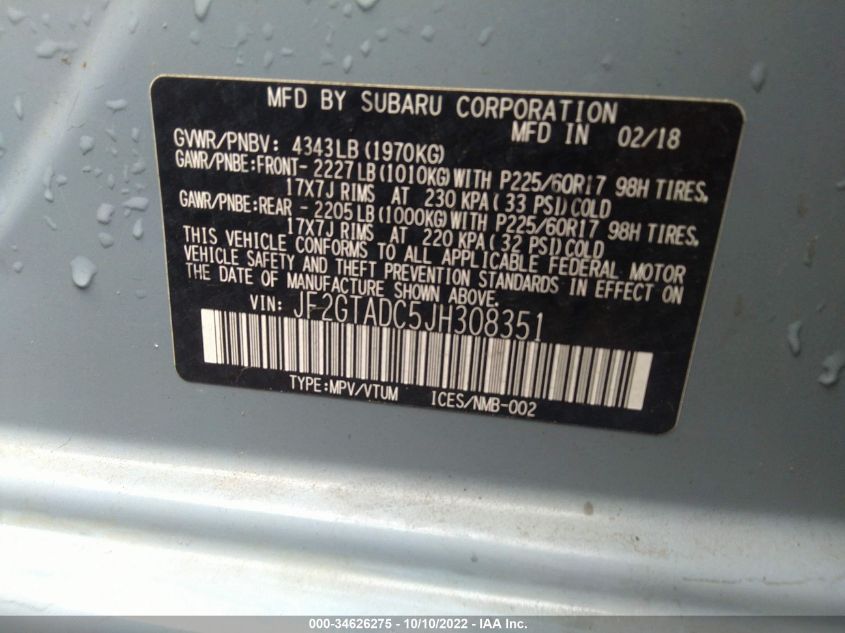 MFD BY SUBARU CORPORATION
MFD IN 02/18
GVWR/PNBV: 4343LB (1970KG)
GAWR/PNBE:FRONT- 2227LB (1010KG) WITH P225/60R17 98H TIRES,
17X7J RIMS AT 230 KPA (33 PSI) COLD
GAWR/PNBE:REAR - 2205LB (1000KG) WITH P225/60R17 98H TIRES,
17X7J RIMS AT 220 KPA (32 PSI) COLD
THIS VEHICLE CONFORMS TO ALL APPLICABLE FEDERAL MOTOR
VEHICLE SAFETY AND THEFT PREVENTION STANDARDS IN EFFECT ON
THE DATE OF MANUFACTURE SHOWN ABOVE.
VIN: JF2GTADC5JH308351
TYPE:MPV/VTUM ICES/NMB-002
000-34626275 - 10/10/2022 - IAA Inc.